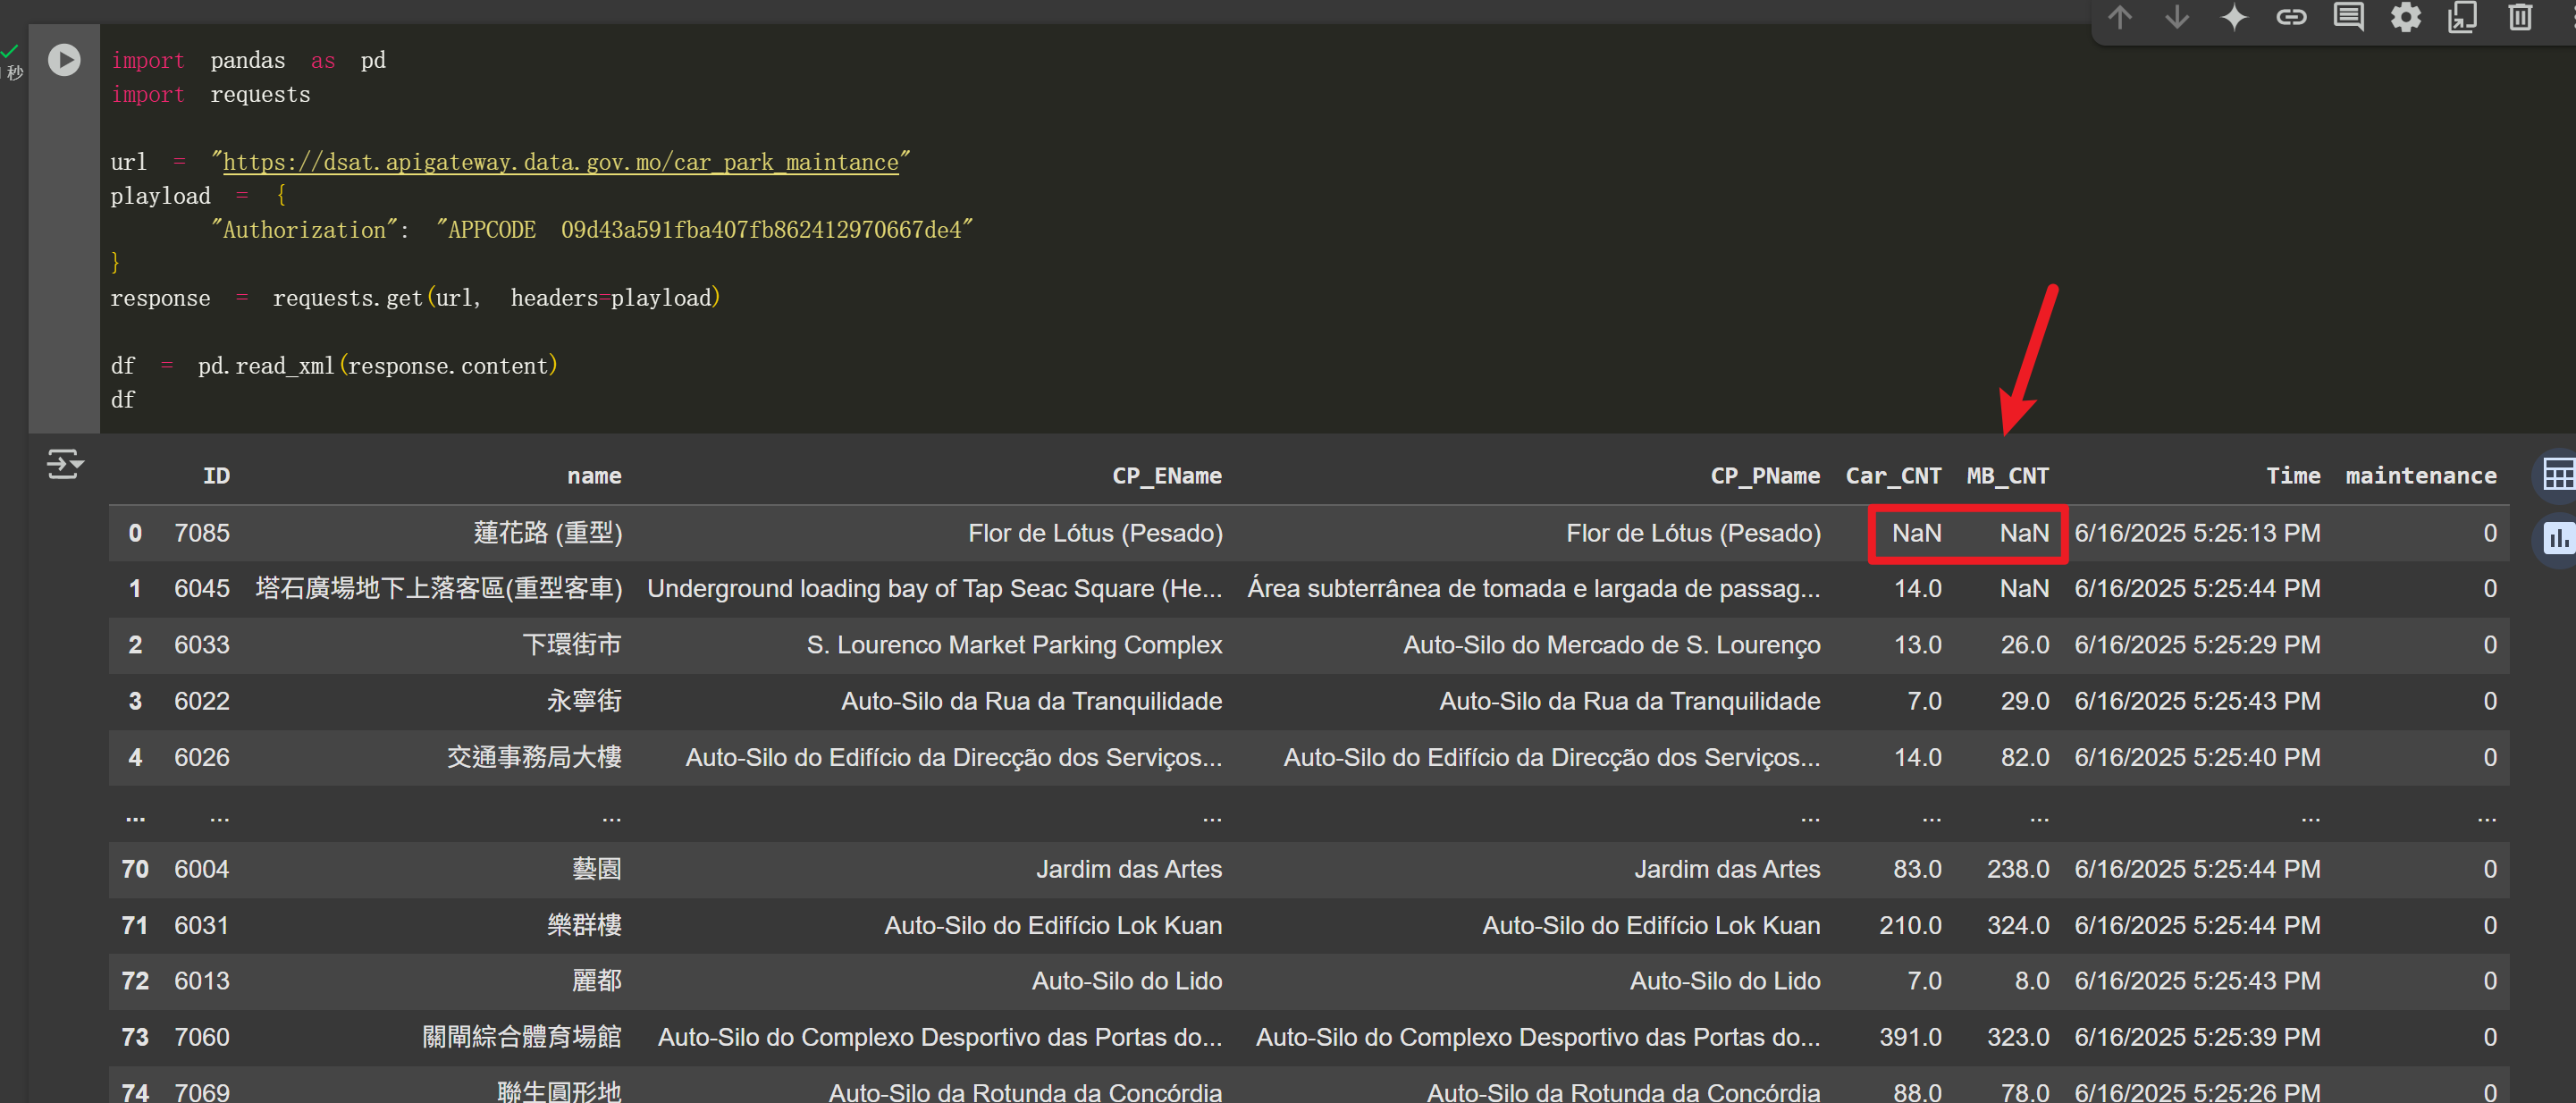 秒
import pandas as pd
import requests
url = "https://dsat.apigateway.data.gov.mo/car_park_maintance"
playload = {
"Authorization": "APPCODE 09d43a591fba407fb862412970667de4"
}
response = requests.get(url, headers=playload)
df = pd.read_xml(response.content)
df
ID name CP_EName CP_PName Car_CNT MB_CNT Time maintenance
0 7085 蓮花路 (重型) Flor de Lótus (Pesado) Flor de Lótus (Pesado) NaN NaN 6/16/2025 5:25:13 PM 0
1 6045 塔石廣場地下上落客區(重型客車) Underground loading bay of Tap Seac Square (He... Área subterrânea de tomada e largada de passag... 14.0 NaN 6/16/2025 5:25:44 PM 0
2 6033 下環街市 S. Lourenco Market Parking Complex Auto-Silo do Mercado de S. Lourenço 13.0 26.0 6/16/2025 5:25:29 PM 0
3 6022 永寧街 Auto-Silo da Rua da Tranquilidade Auto-Silo da Rua da Tranquilidade 7.0 29.0 6/16/2025 5:25:43 PM 0
4 6026 交通事務局大樓 Auto-Silo do Edifício da Direcção dos Serviços... Auto-Silo do Edifício da Direcção dos Serviços... 14.0 82.0 6/16/2025 5:25:40 PM 0
... ... ... ... ... ... ... ... ...
70 6004 藝園 Jardim das Artes Jardim das Artes 83.0 238.0 6/16/2025 5:25:44 PM 0
71 6031 樂群樓 Auto-Silo do Edifício Lok Kuan Auto-Silo do Edifício Lok Kuan 210.0 324.0 6/16/2025 5:25:44 PM 0
72 6013 麗都 Auto-Silo do Lido Auto-Silo do Lido 7.0 8.0 6/16/2025 5:25:43 PM 0
73 7060 關閘綜合體育場館 Auto-Silo do Complexo Desportivo das Portas do... Auto-Silo do Complexo Desportivo das Portas do... 391.0 323.0 6/16/2025 5:25:39 PM 0
74 7069 聯生圓形地 Auto-Silo da Rotunda da Concórdia Auto-Silo da Rotunda da Concórdia 88.0 78.0 6/16/2025 5:25:26 PM 0